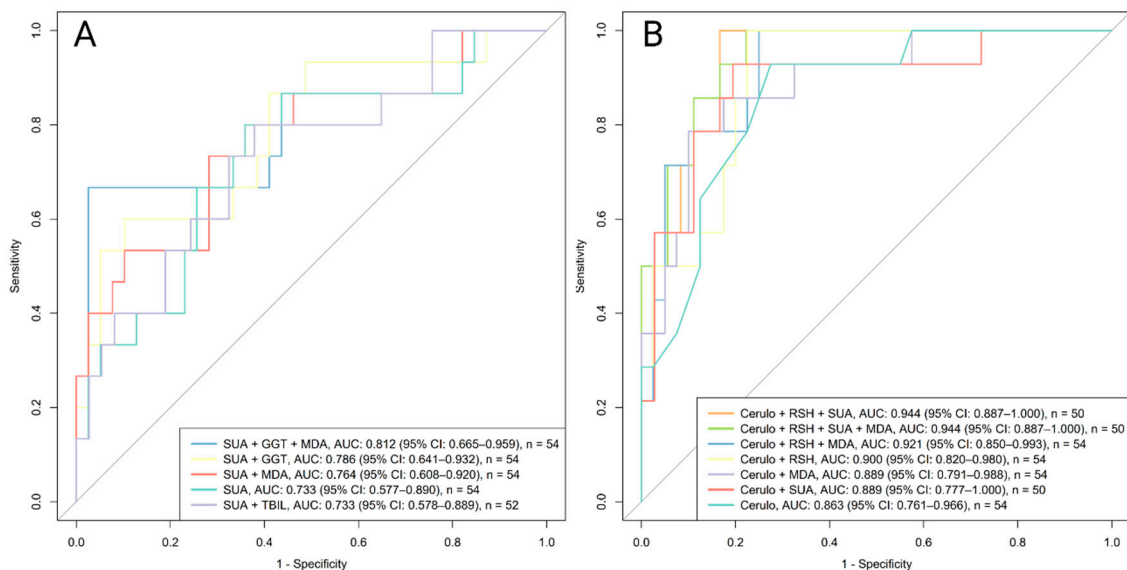 A
1.0
0.8
0.6
0.4
0.2
0.0
Sensitivity
SUA + GGT + MDA, AUC: 0.812 (95% CI: 0.665–0.959), n = 54
SUA + GGT, AUC: 0.786 (95% CI: 0.641–0.932), n = 54
SUA + MDA, AUC: 0.764 (95% CI: 0.608–0.920), n = 54
SUA, AUC: 0.733 (95% CI: 0.577–0.890), n = 54
SUA + TBIL, AUC: 0.733 (95% CI: 0.578–0.889), n = 52
0.0 0.2 0.4 0.6 0.8 1.0
1 - Specificity
B
1.0
0.8
0.6
0.4
0.2
0.0
Sensitivity
Cerulo + RSH + SUA, AUC: 0.944 (95% CI: 0.887–1.000), n = 50
Cerulo + RSH + SUA + MDA, AUC: 0.944 (95% CI: 0.887–1.000), n = 50
Cerulo + RSH + MDA, AUC: 0.921 (95% CI: 0.850–0.993), n = 54
Cerulo + RSH, AUC: 0.900 (95% CI: 0.820–0.980), n = 54
Cerulo + MDA, AUC: 0.889 (95% CI: 0.791–0.988), n = 54
Cerulo + SUA, AUC: 0.889 (95% CI: 0.777–1.000), n = 50
Cerulo, AUC: 0.863 (95% CI: 0.761–0.966), n = 54
0.0 0.2 0.4 0.6 0.8 1.0
1 - Specificity